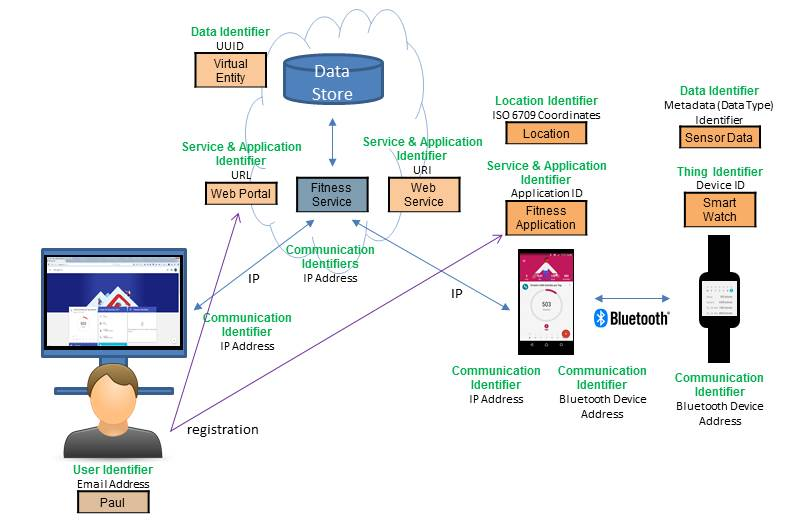 Data Identifier
UUID
Virtual
Entity
Data
Store
Service & Application
Identifier
URL
Web Portal
Fitness
Service
Service & Application
Identifier
URI
Web
Service
Location Identifier
ISO 6709 Coordinates
Location
Service & Application
Identifier
Application ID
Fitness
Application
Data Identifier
Metadata (Data Type)
Identifier
Sensor Data
Thing Identifier
Device ID
Smart
Watch
Communication
Identifiers
IP Address
IP
IP
Communication
Identifier
IP Address
503
Bluetooth®
Communication
Identifier
IP Address
Communication
Identifier
Bluetooth Device
Address
Communication
Identifier
Bluetooth Device
Address
registration
User Identifier
Email Address
Paul